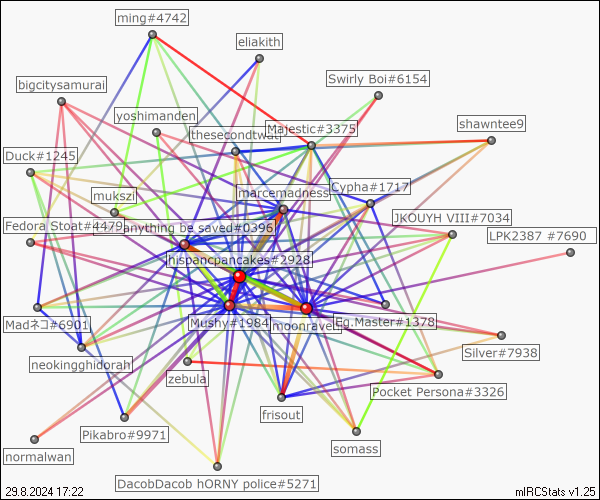 ming#4742
eliakith
Swirly Boi#6154
bigcitysamurai
yoshimanden
Majestic#3375
shawntee9
thesecondtwat
Duck#1245
mukszi
marcemadness
Cypha#1717
JKOUYH VIII#7034
Fedora Stoat#4479
anything be saved#0396
LPK2387 #7690
hispancpancakes#2928
Madネコ#6901
Mushy#1984
moonravel
Eg.Master#1378
neokingghidorah
Silver#7938
zebula
Pocket Persona#3326
frisout
Pikabro#9971
somass
normalwan
DacobDacob hORNY police#5271
29.8.2024 17:22
mIRCStats v1.25